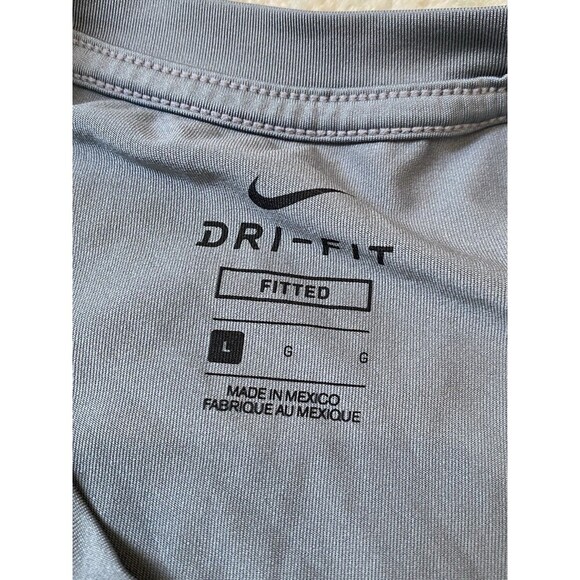 DRI-FIT
FITTED
L G G
MADE IN MEXICO
FABRIQUE AU MEXIQUE